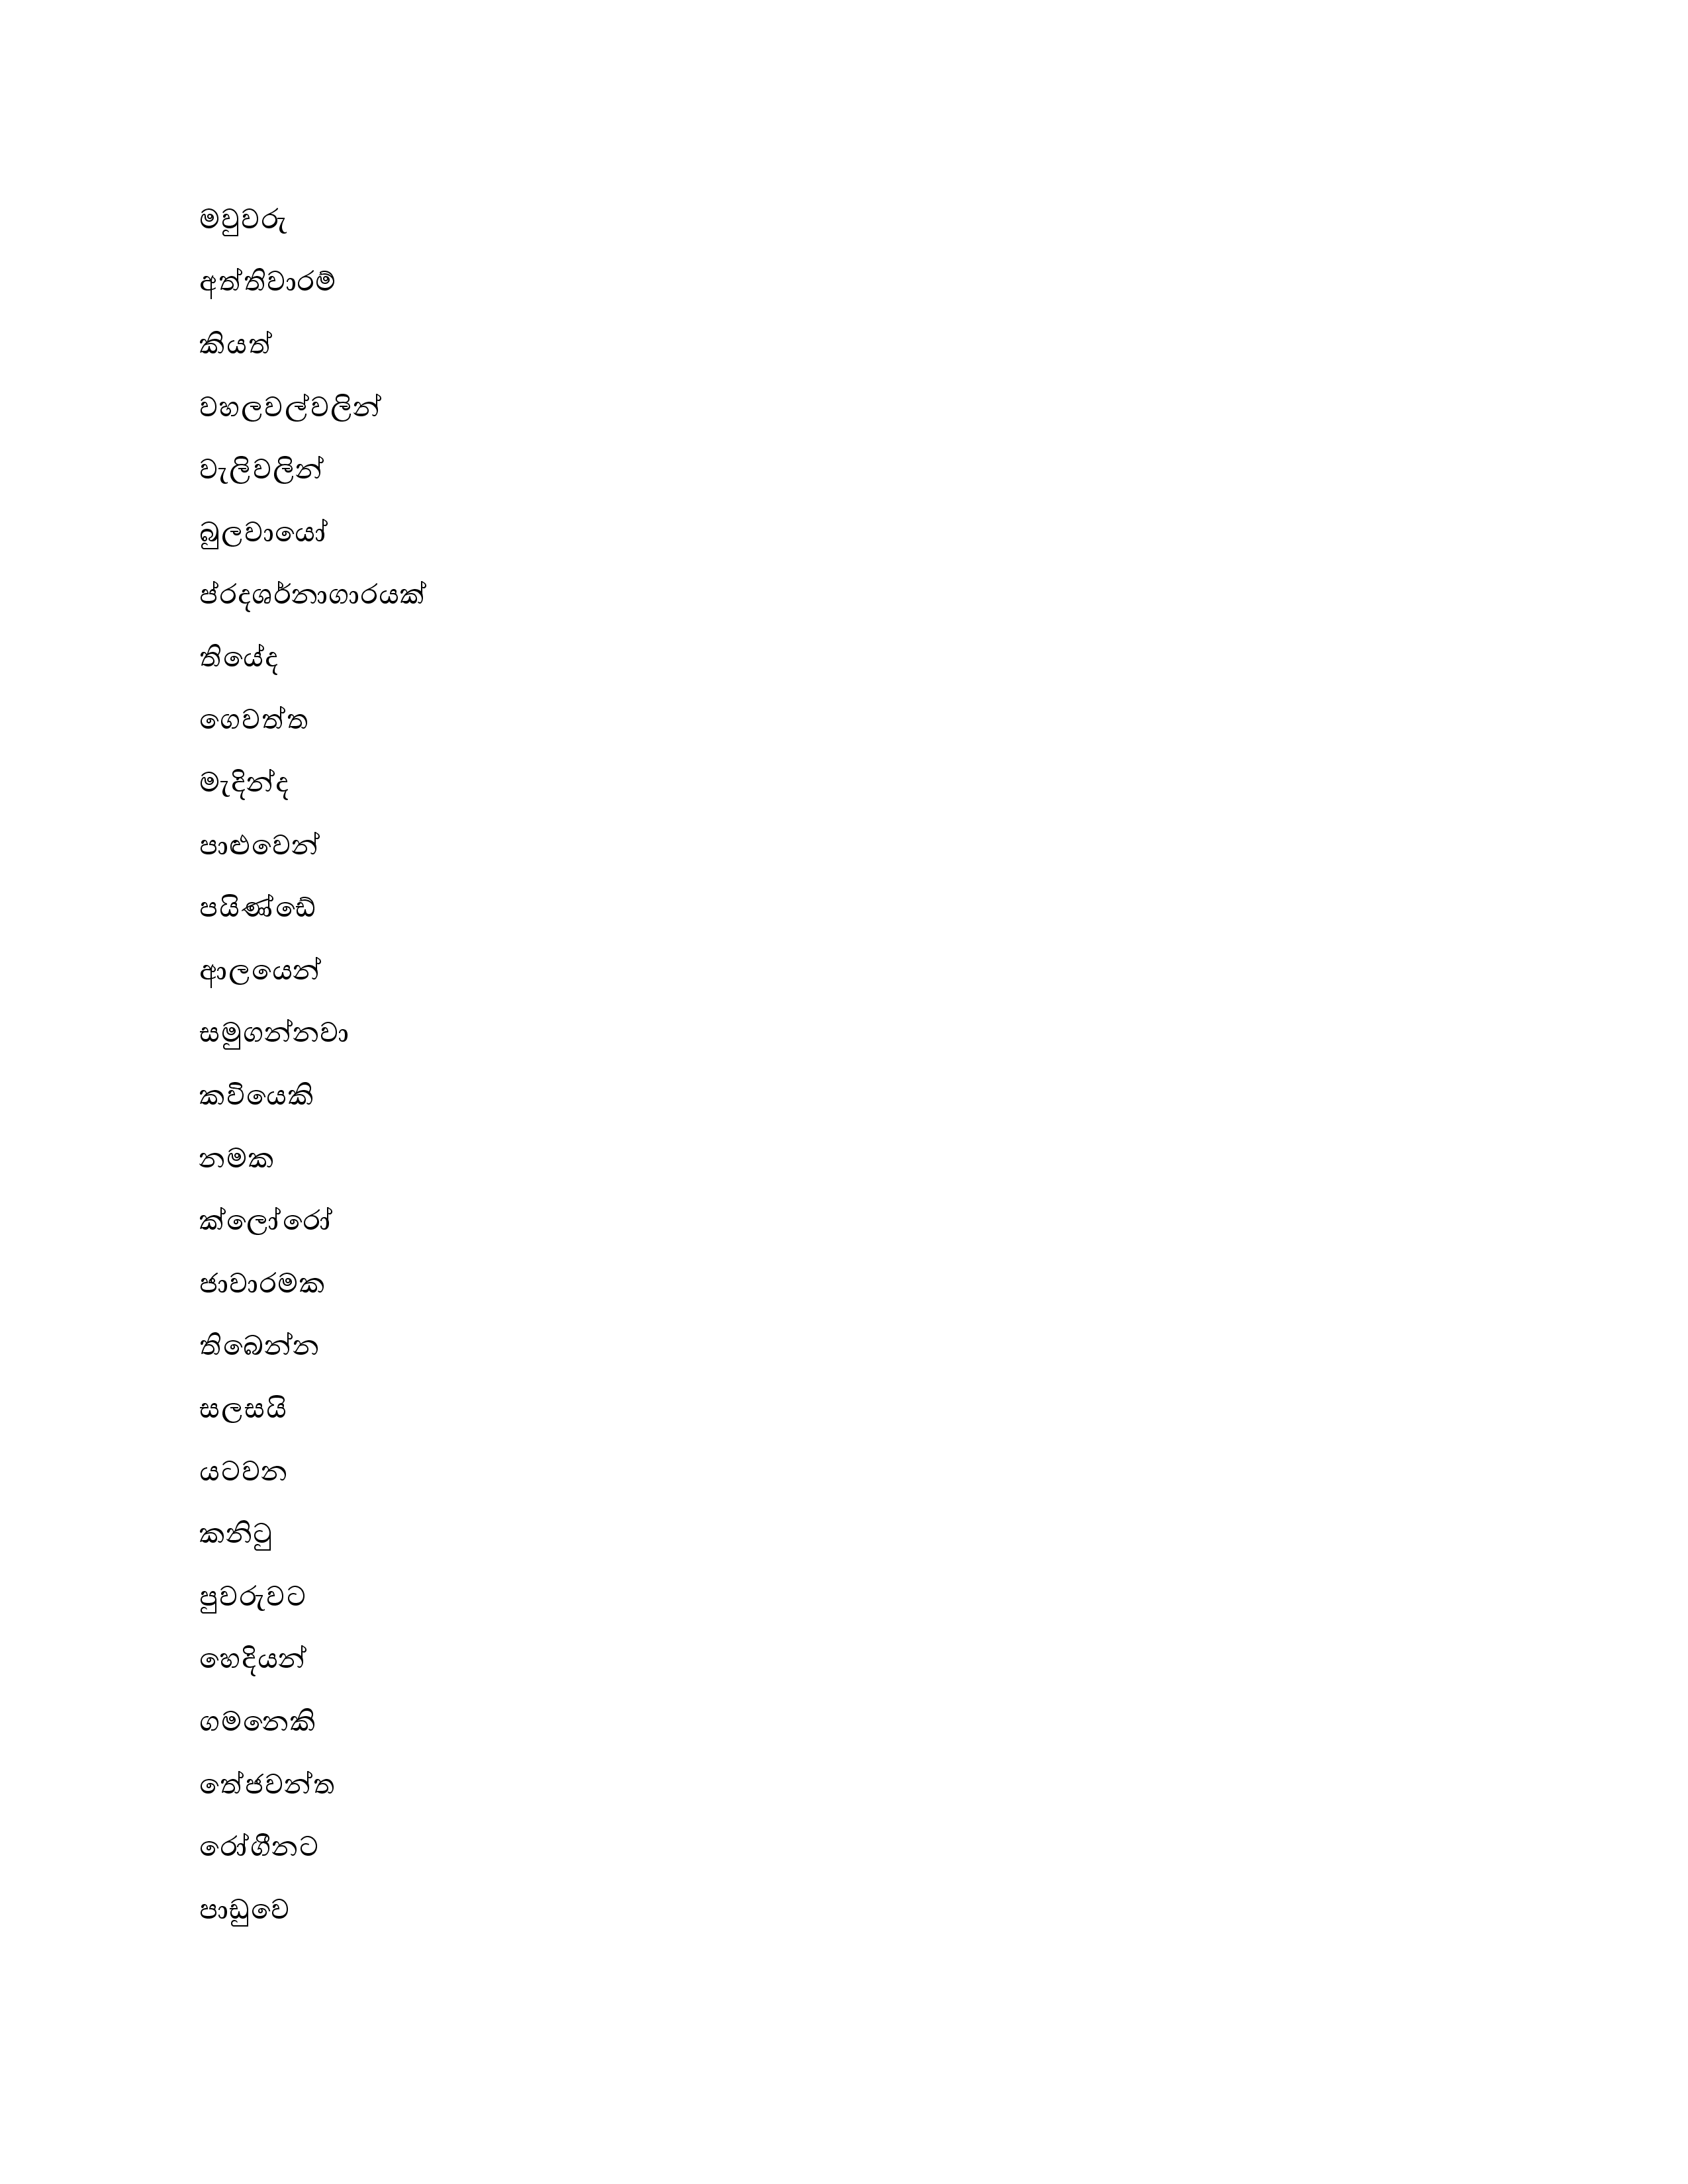 මවුවරු
අත්තිවාරම්
කියත්
වහලවල්වලින්
වැලිවලින්
බුලවායෝ
ප්රදශර්නාගාරයක්
තියේද
ගෙවත්ත
මැදින්ද
පාළුවෙන්
පයිණ්ඩේ
ආලයෙන්
සමුගන්නවා
කවියෙකි
නමක
ක්ලෝරෝ
ජාවාරමක
තිබෙන්න
සලසයි
යටවන
කනිටු
පුවරුවට
හෙදියන්
ගමනෙකි
තේජවන්ත
රෝගීනට
පාඩුවෙ